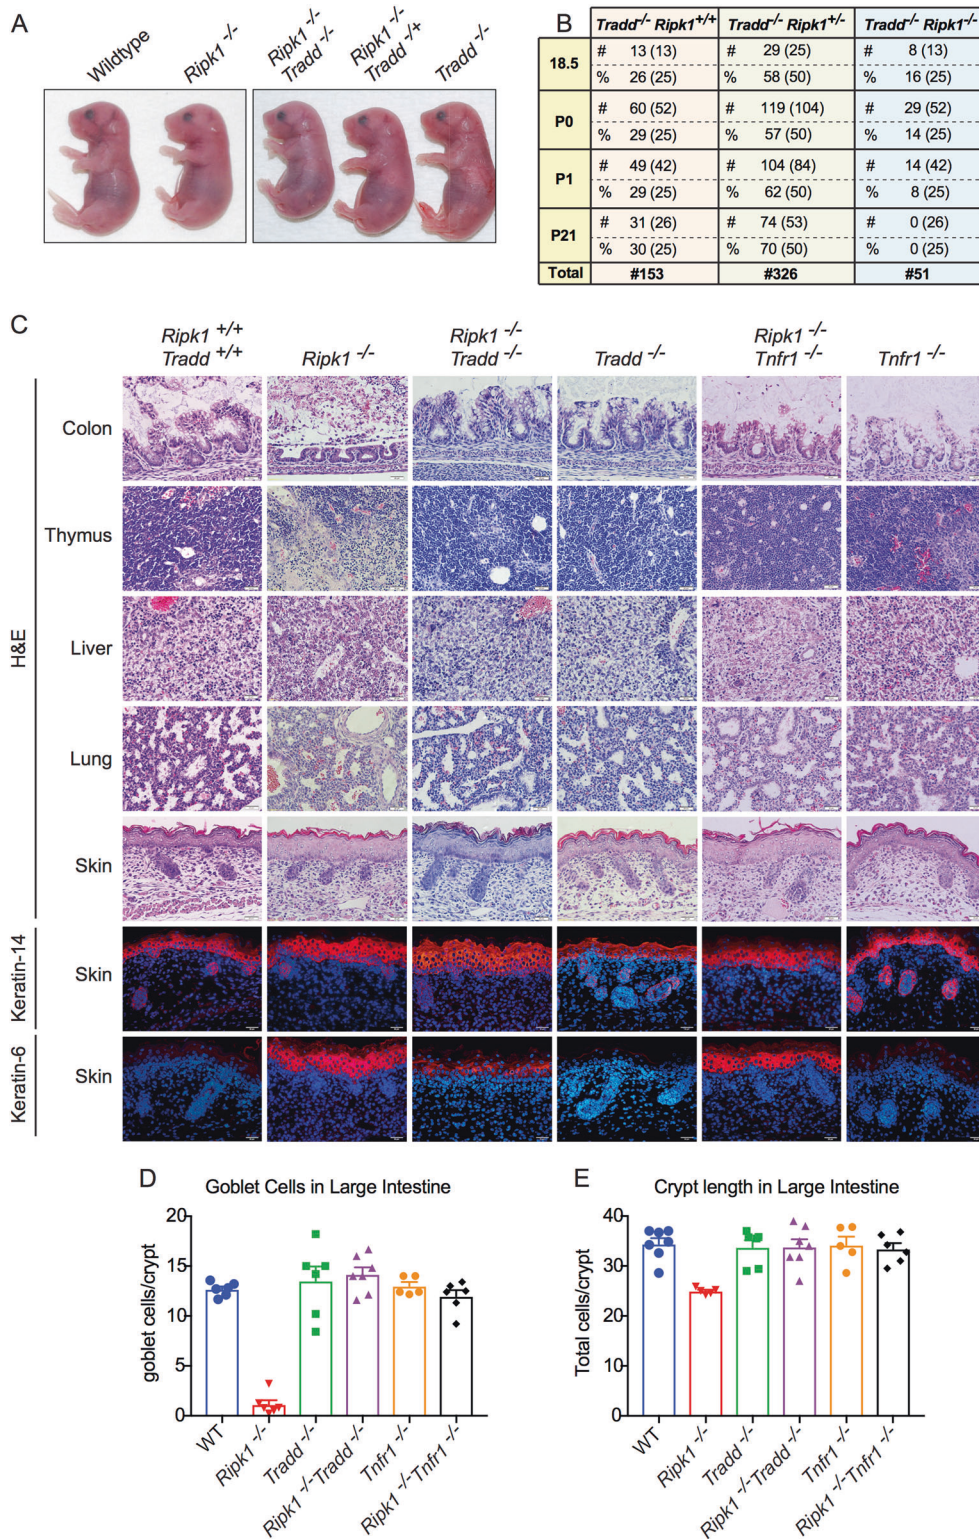 A
Wildtype
Ripk1 -/-
Ripk1 -/-
Tradd -/-
Ripk1 -/-
Tradd -/+
Tradd -/-
B
Tradd-/- Ripk1+/+ Tradd-/- Ripk1+/- Tradd-/- Ripk1-/-
18.5
# 13 (13) # 29 (25) # 8 (13)
% 26 (25) % 58 (50) % 16 (25)
P0
# 60 (52) # 119 (104) # 29 (52)
% 29 (25) % 57 (50) % 14 (25)
P1
# 49 (42) # 104 (84) # 14 (42)
% 29 (25) % 62 (50) % 8 (25)
P21
# 31 (26) # 74 (53) # 0 (26)
% 30 (25) % 70 (50) % 0 (25)
Total #153 #326 #51
C
Ripk1 +/+
Tradd +/+
Ripk1 -/-
Ripk1 -/-
Tradd -/-
Tradd -/-
Ripk1 -/-
Tnfr1 -/-
Tnfr1 -/-
H&E
Colon
Thymus
Liver
Lung
Skin
Keratin-14
Skin
Keratin-6
Skin
D
Goblet Cells in Large Intestine
goblet cells/crypt
20
15
10
5
0
WT
Ripk1 -/-
Tradd -/-
Ripk1 -/-Tradd -/-
Tnfr1 -/-
Ripk1 -/-Tnfr1 -/-
E
Crypt length in Large Intestine
Total cells/crypt
40
30
20
10
0
WT
Ripk1 -/-
Tradd -/-
Ripk1 -/-Tradd -/-
Tnfr1 -/-
Ripk1 -/-Tnfr1 -/-